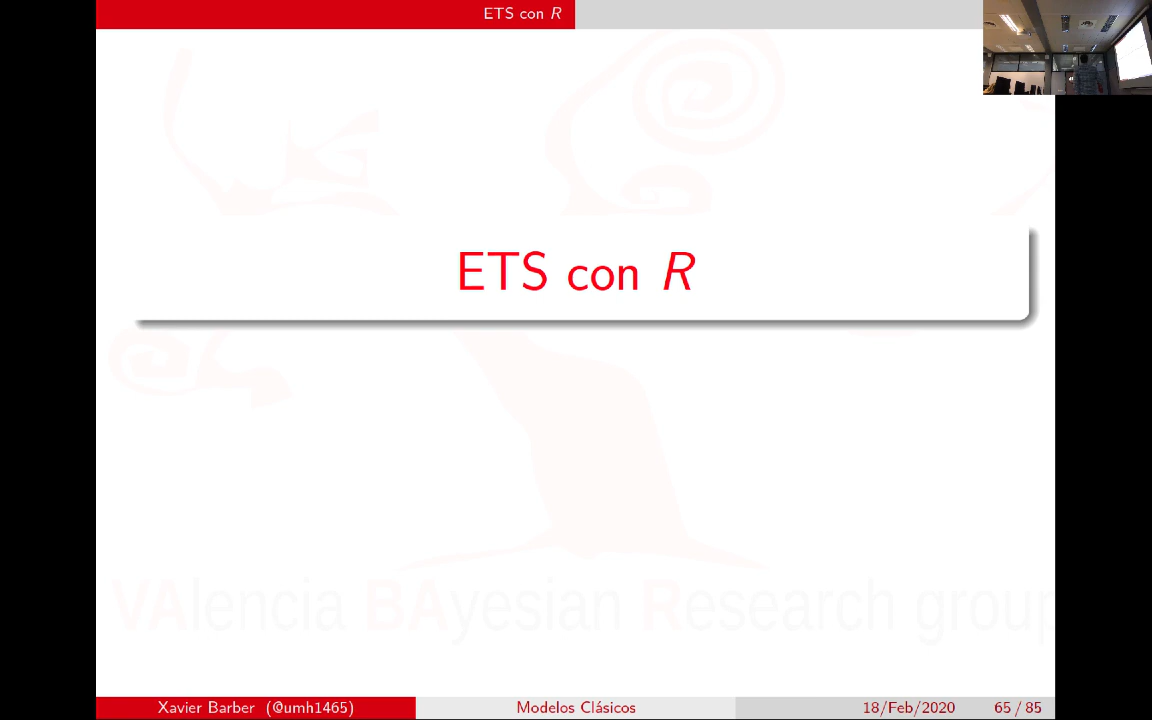 ETS con R
ETS con R
VAlencia BAyesian Research group
Xavier Barber (@umh1465) Modelos Clásicos 18/Feb/2020 65 / 85